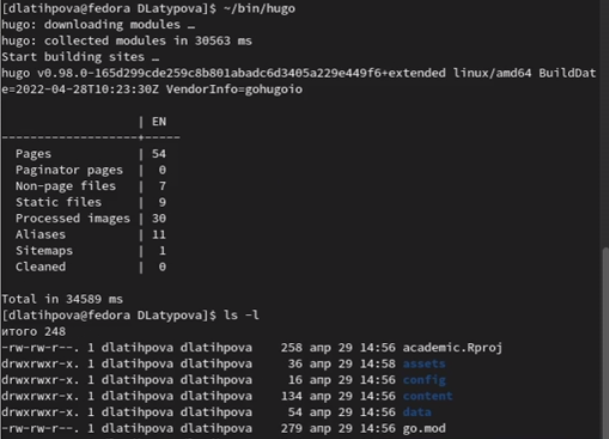 [dlatihpova@fedora DLatypova]$ ~/bin/hugo
hugo: downloading modules …
hugo: collected modules in 30563 ms
Start building sites …
hugo v0.98.0-165d299cde259c8b801abadc6d3405a229e449f6+extended linux/amd64 BuildDat
e=2022-04-28T10:23:30Z VendorInfo=gohugoio
                   | EN
-------------------+-----
  Pages            | 54
  Paginator pages  |  0
  Non-page files   |  7
  Static files     |  9
  Processed images | 30
  Aliases          | 11
  Sitemaps         |  1
  Cleaned          |  0
Total in 34589 ms
[dlatihpova@fedora DLatypova]$ ls -l
итого 248
-rw-rw-r--. 1 dlatihpova dlatihpova    258 апр 29 14:56 academic.Rproj
drwxrwxr-x. 1 dlatihpova dlatihpova     36 апр 29 14:58 assets
drwxrwxr-x. 1 dlatihpova dlatihpova     16 апр 29 14:56 config
drwxrwxr-x. 1 dlatihpova dlatihpova    134 апр 29 14:56 content
drwxrwxr-x. 1 dlatihpova dlatihpova     54 апр 29 14:56 data
-rw-rw-r--. 1 dlatihpova dlatihpova    279 апр 29 14:56 go.mod